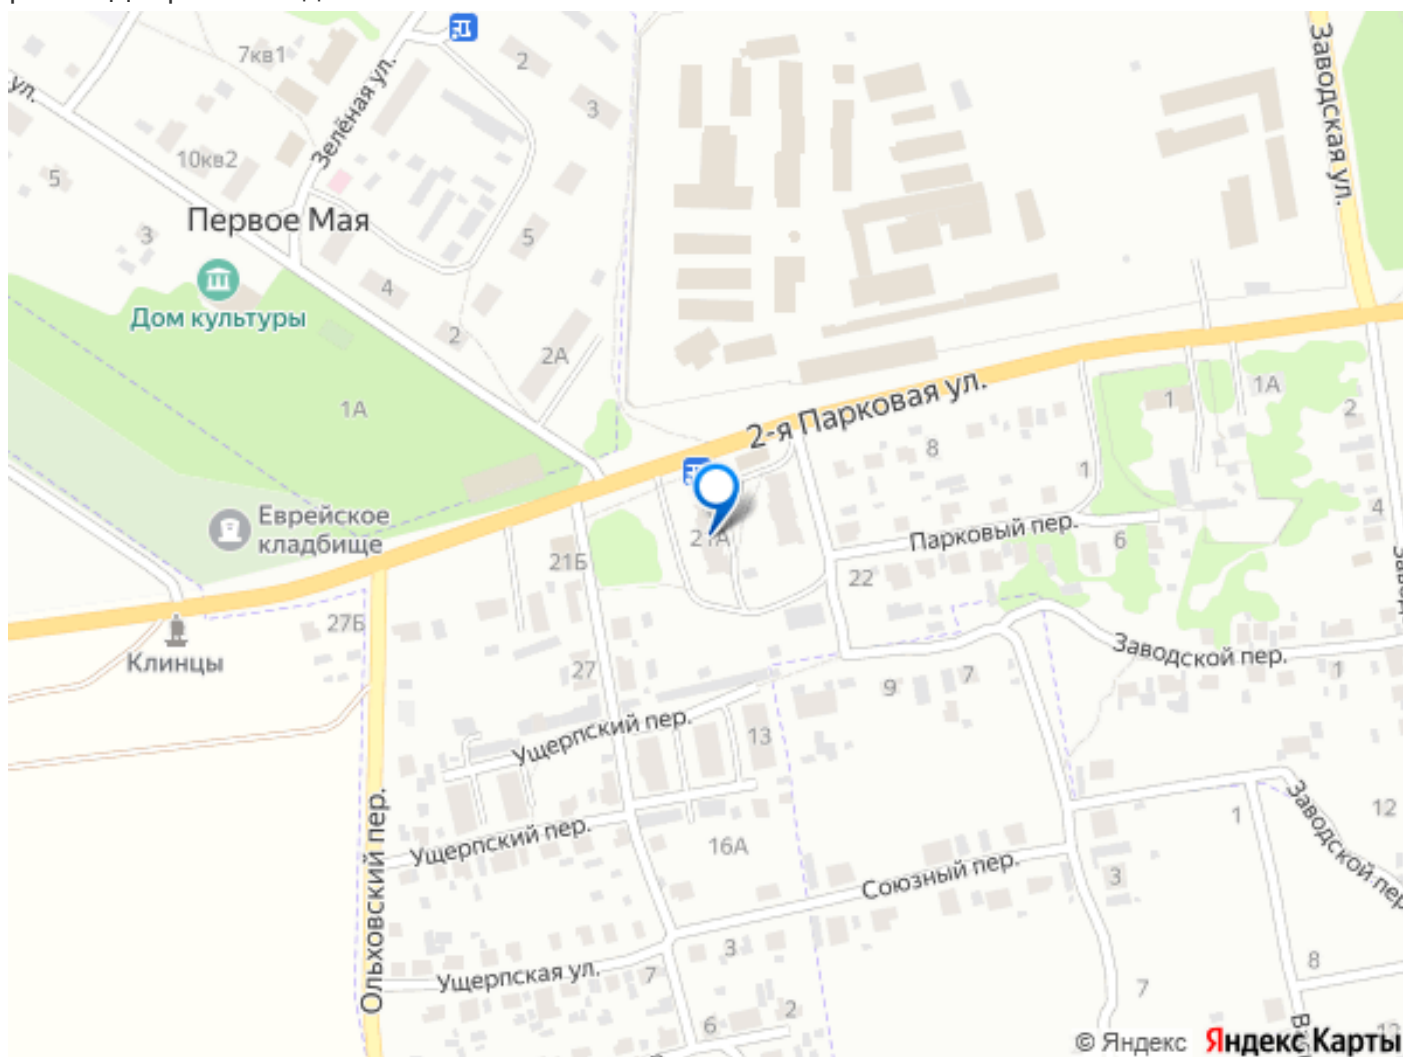 7кв1
2
3
ул.
Зелёная ул.
10кв2
5
Первое Мая
3
5
4
Дом культуры
2
2А
1А
Заводская ул.
2-я Парковая ул.
8
1
1А
2
1
4
Еврейское
кладбище
21А
21Б
Парковый пер.
6
22
27Б
Клинцы
Заводской пер.
27
9
7
1
Ущерпский пер.
13
Ольховский пер.
Ущерпский пер.
16А
Союзный пер.
3
1
12
Заводской пер.
Ущерпская ул.
7
3
2
6
7
8
© Яндекс
Яндекс Карты